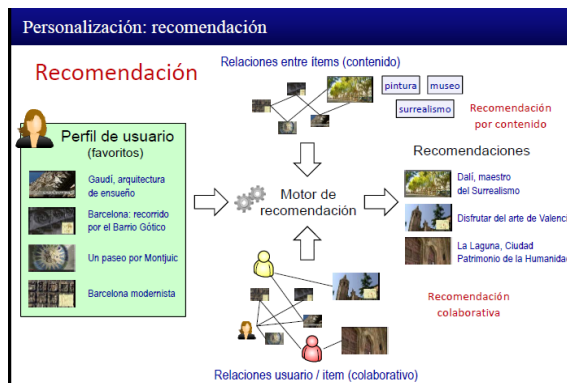 Personalización: recomendación
Recomendación
Relaciones entre ítems (contenido)
pintura
museo
surrealismo
Recomendación
por contenido
Perfil de usuario
(favoritos)
Gaudí, arquitectura
de ensueño
Barcelona: recorrido
por el Barrio Gótico
Un paseo por Montjuic
Barcelona modernista
Motor de
recomendación
Recomendaciones
Dalí, maestro
del Surrealismo
Disfrutar del arte de Valenci
La Laguna, Ciudad
Patrimonio de la Humanidad
Recomendación
colaborativa
Relaciones usuario / item (colaborativo)